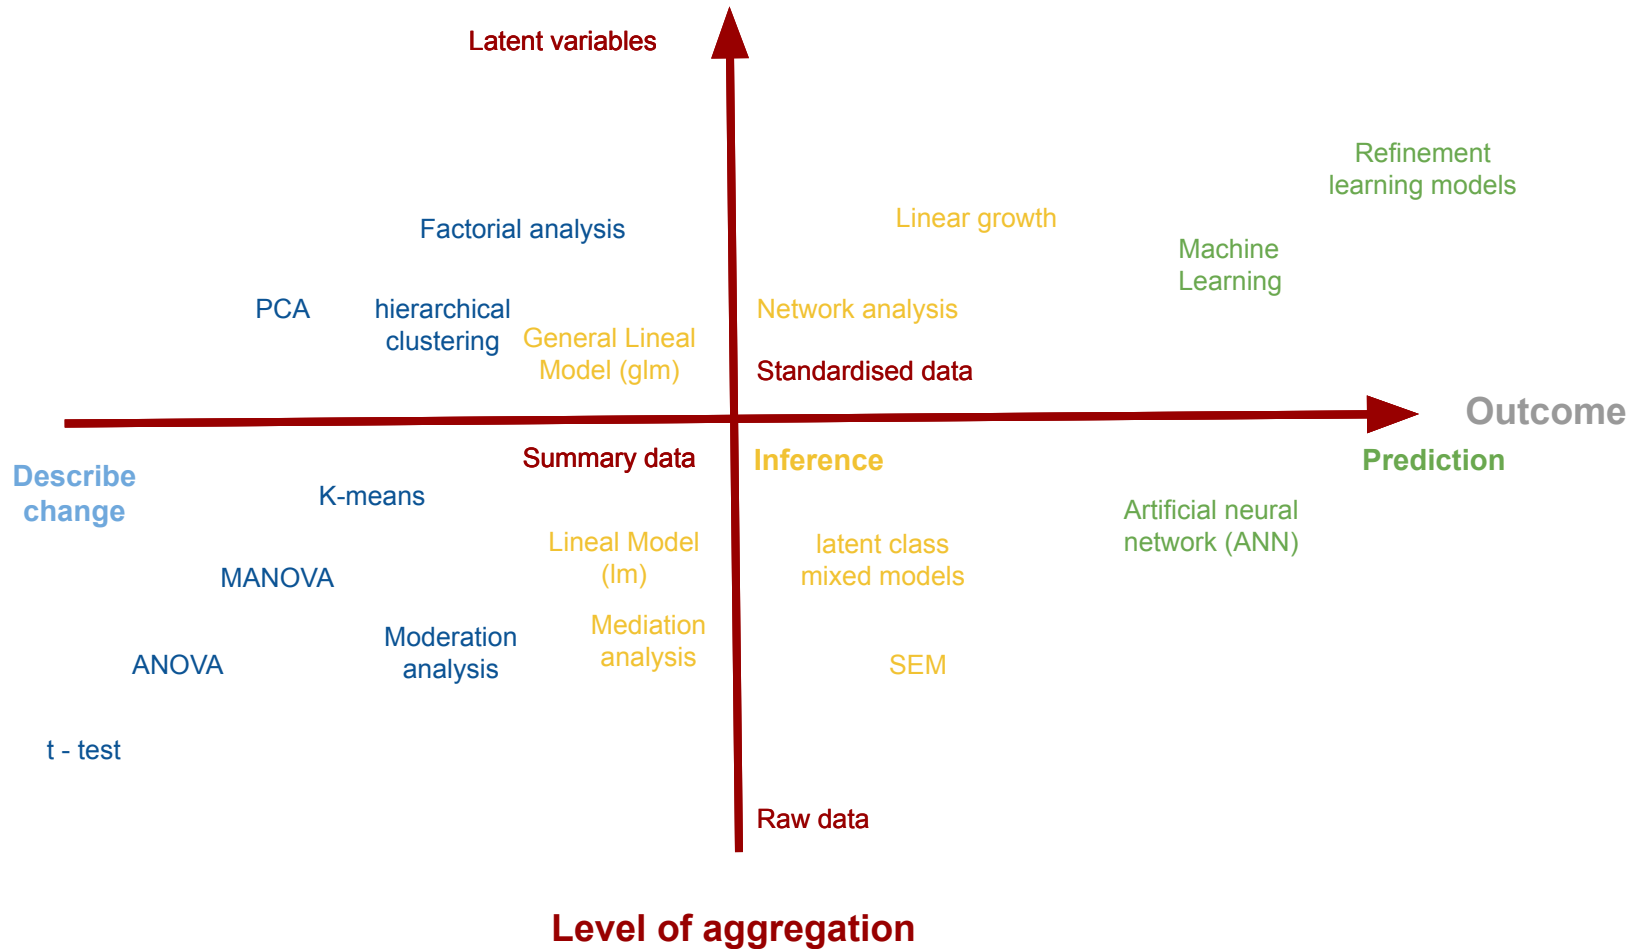 Latent variables
Refinement
learning models
Linear growth
Factorial analysis
Machine
Learning
PCA
hierarchical
clustering
Network analysis
General Lineal
Model (glm)
Standardised data
Outcome
Summary data
Inference
Prediction
Describe
change
K-means
Artificial neural
network (ANN)
Lineal Model
(lm)
latent class
mixed models
MANOVA
Moderation
analysis
Mediation
analysis
ANOVA
SEM
t - test
Raw data
Level of aggregation